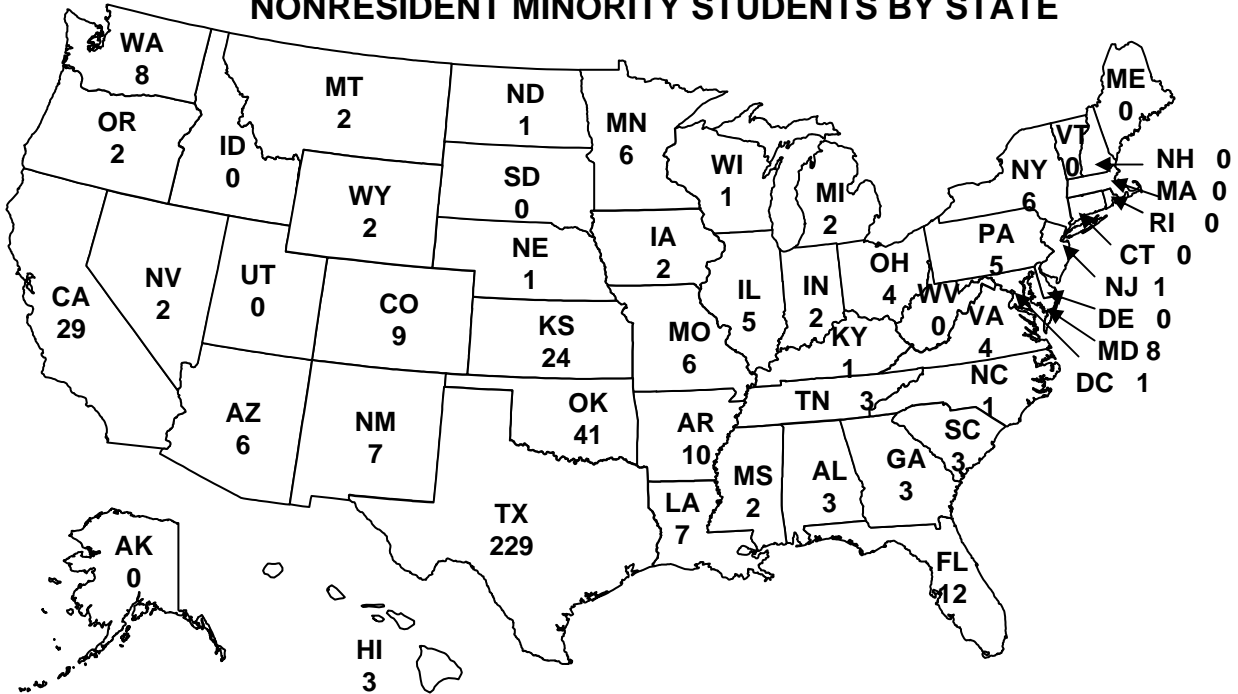 NONRESIDENT MINORITY STUDENTS BY STATE
WA
8
MT
2
ND
1
MN
6
ME
0
OR
2
ID
0
SD
0
WI
1
MI
2
NY
6
VT
0
NH 0
MA 0
RI 0
CT 0
NJ 1
DE 0
MD 8
DC 1
WY
2
NE
1
IA
2
PA
5
CA
29
NV
2
UT
0
CO
9
KS
24
MO
6
IL
5
IN
2
OH
4
WV
0
VA
4
KY
1
AZ
6
NM
7
OK
41
AR
10
TN 3
NC
1
SC
3
TX
229
LA
7
MS
2
AL
3
GA
3
FL
12
AK
0
HI
3